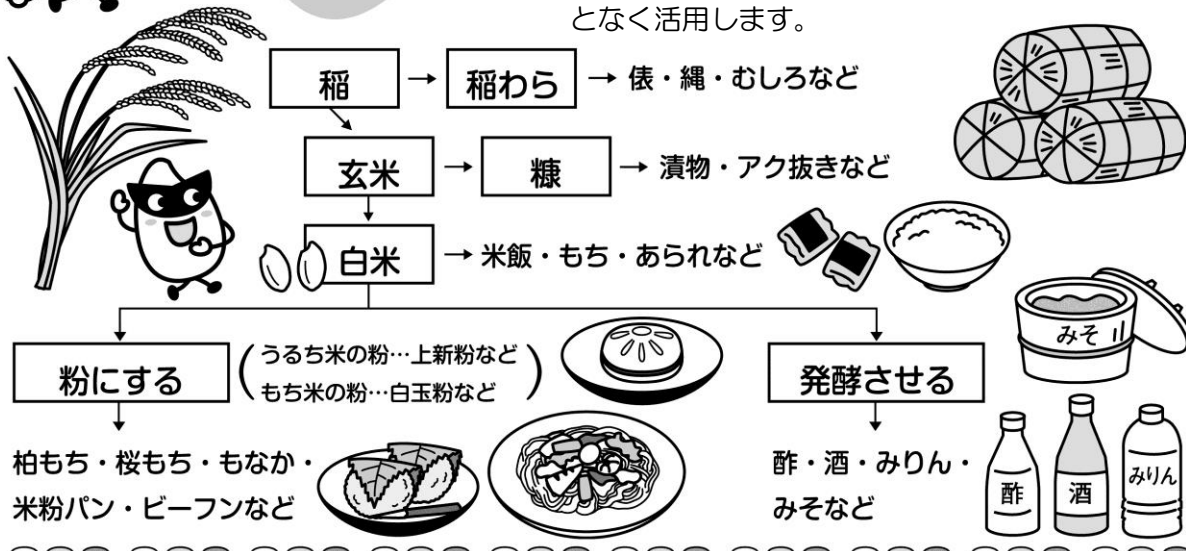 となく活用します。
稲 → 稲わら → 俵・縄・むしろなど
玄米 → 糠 → 漬物・アク抜きなど
白米 → 米飯・もち・あられなど
粉にする
うるち米の粉…上新粉など
もち米の粉…白玉粉など
発酵させる
柏もち・桜もち・もなか・
米粉パン・ビーフンなど
酢・酒・みりん・
みそなど
みそ
酢
酒
みりん